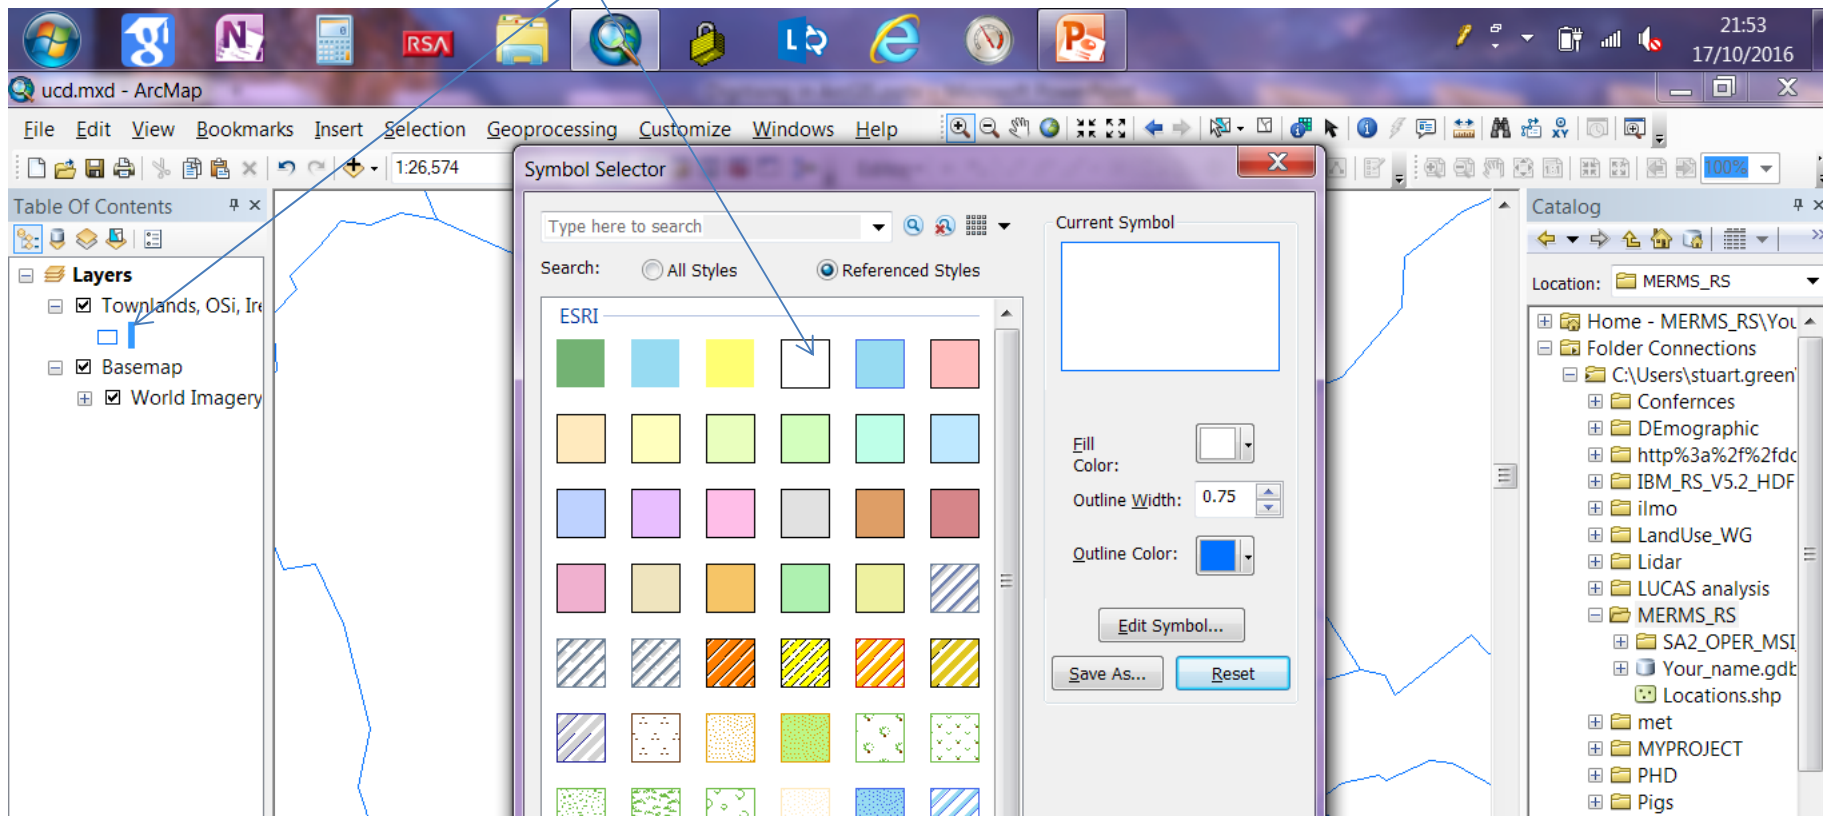 RSA
21:53
17/10/2016
ucd.mxd - ArcMap
File Edit View Bookmarks Insert Selection Geoprocessing Customize Windows Help
1:26,574
100%
Table Of Contents
Layers
Townlands, OSi, Ire
Basemap
World Imagery
Symbol Selector
Type here to search
Search: All Styles Referenced Styles
ESRI
Current Symbol
Fill Color:
Outline Width: 0.75
Outline Color:
Edit Symbol...
Save As... Reset
Catalog
Location: MERMS_RS
Home - MERMS_RS\You
Folder Connections
C:\Users\stuart.green\
Confernces
DEmographic
http%3a%2f%2fdc
IBM_RS_V5.2_HDF
ilmo
LandUse_WG
Lidar
LUCAS analysis
MERMS_RS
SA2_OPER_MSI_
Your_name.gdb
Locations.shp
met
MYPROJECT
PHD
Pigs